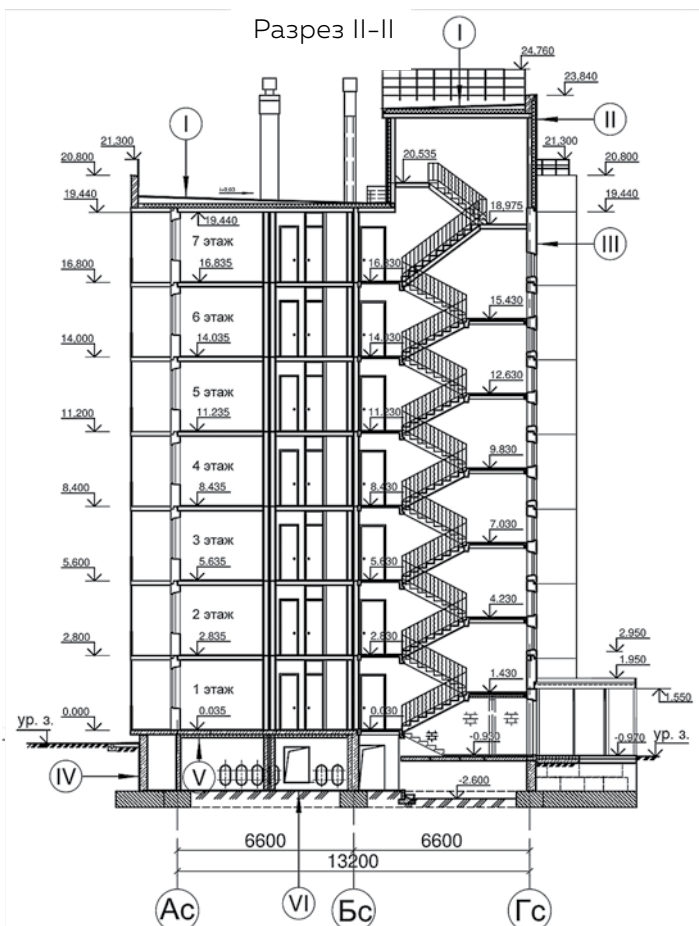 Разрез II-II
I
24.760
23.840
I
II
21.300
20.535
21.300
20.800
20.800
19.440
i=0.03
19.440
19.440
18.975
III
7 этаж
16.800
16.835
16.830
15.430
6 этаж
14.000
14.035
14.030
12.630
5 этаж
11.200
11.235
11.230
9.830
4 этаж
8.400
8.435
8.430
7.030
3 этаж
5.600
5.635
5.630
4.230
2 этаж
2.950
2.800
2.835
2.830
1.950
1 этаж
1.430
1.550
0.000
0.035
0.030
ур. з.
-0.930
-0.970
ур. з.
IV
V
-2.600
6600
6600
13200
Ас
VI
Бс
Гс